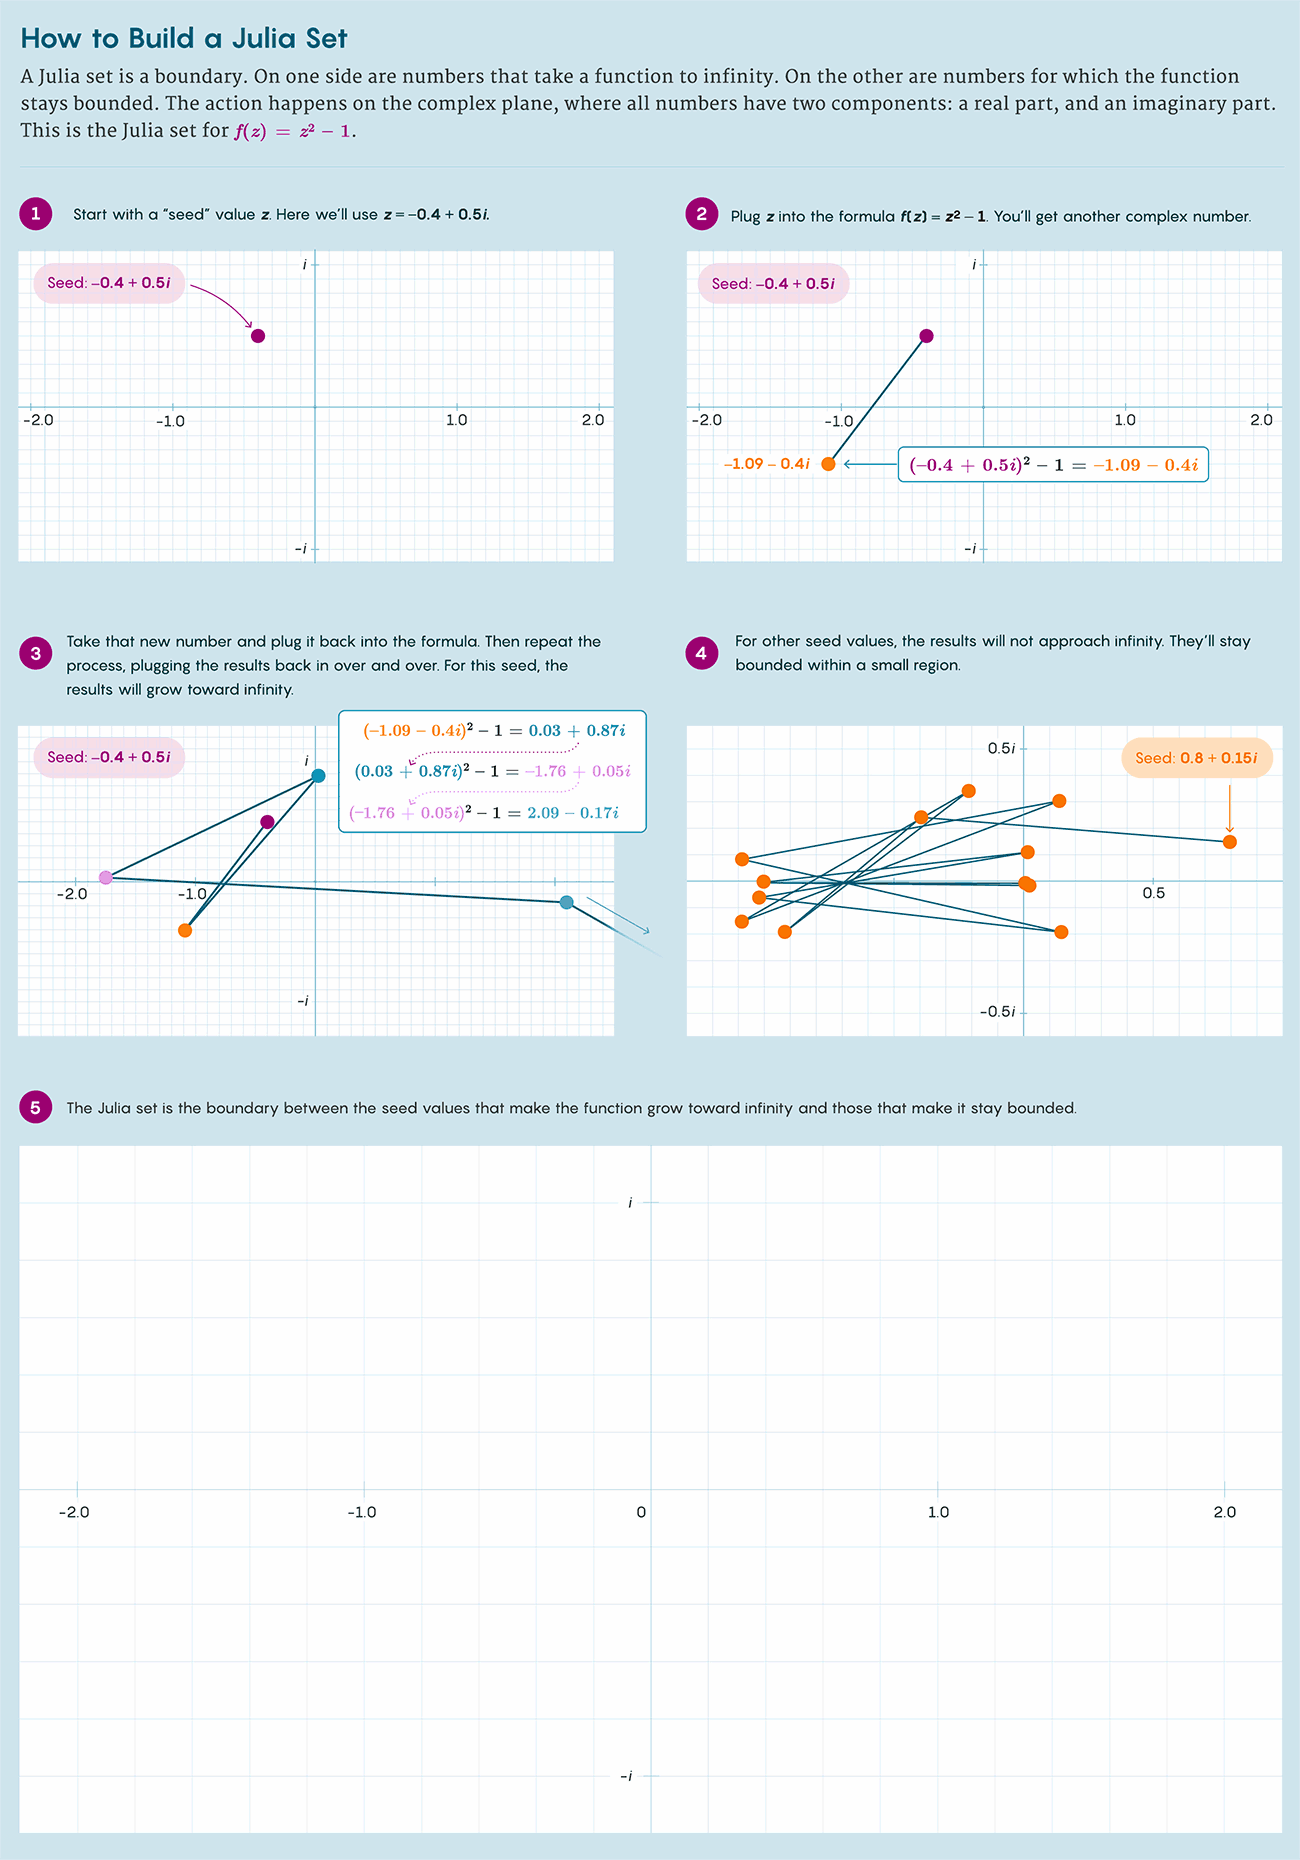 How to Build a Julia Set
A Julia set is a boundary. On one side are numbers that take a function to infinity. On the other are numbers for which the function
stays bounded. The action happens on the complex plane, where all numbers have two components: a real part, and an imaginary part.
This is the Julia set for f(z) = z² − 1.
1
Start with a “seed” value z. Here we’ll use z = −0.4 + 0.5i.
Seed: −0.4 + 0.5i
i
-2.0
-1.0
1.0
2.0
-i
2
Plug z into the formula f(z) = z² − 1. You’ll get another complex number.
Seed: −0.4 + 0.5i
i
-2.0
-1.0
1.0
2.0
−1.09 − 0.4i
(−0.4 + 0.5i)² − 1 = −1.09 − 0.4i
-i
3
Take that new number and plug it back into the formula. Then repeat the
process, plugging the results back in over and over. For this seed, the
results will grow toward infinity.
Seed: −0.4 + 0.5i
i
(−1.09 − 0.4i)² − 1 = 0.03 + 0.87i
(0.03 + 0.87i)² − 1 = −1.76 + 0.05i
(−1.76 + 0.05i)² − 1 = 2.09 − 0.17i
-2.0
-1.0
-i
4
For other seed values, the results will not approach infinity. They’ll stay
bounded within a small region.
0.5i
Seed: 0.8 + 0.15i
0.5
-0.5i
5
The Julia set is the boundary between the seed values that make the function grow toward infinity and those that make it stay bounded.
i
-2.0
-1.0
0
1.0
2.0
-i